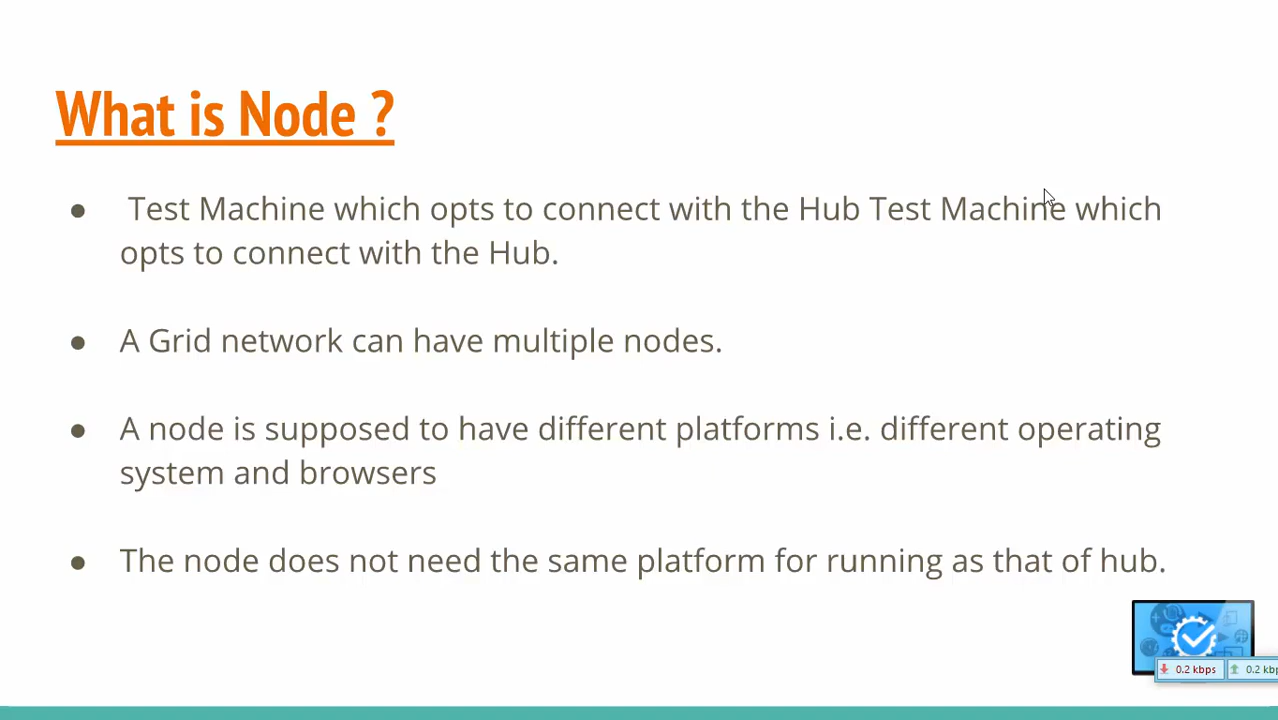 What is Node ?
● Test Machine which opts to connect with the Hub Test Machine which
opts to connect with the Hub.
● A Grid network can have multiple nodes.
● A node is supposed to have different platforms i.e. different operating
system and browsers
● The node does not need the same platform for running as that of hub.
0.2 kbps 0.2 kbp